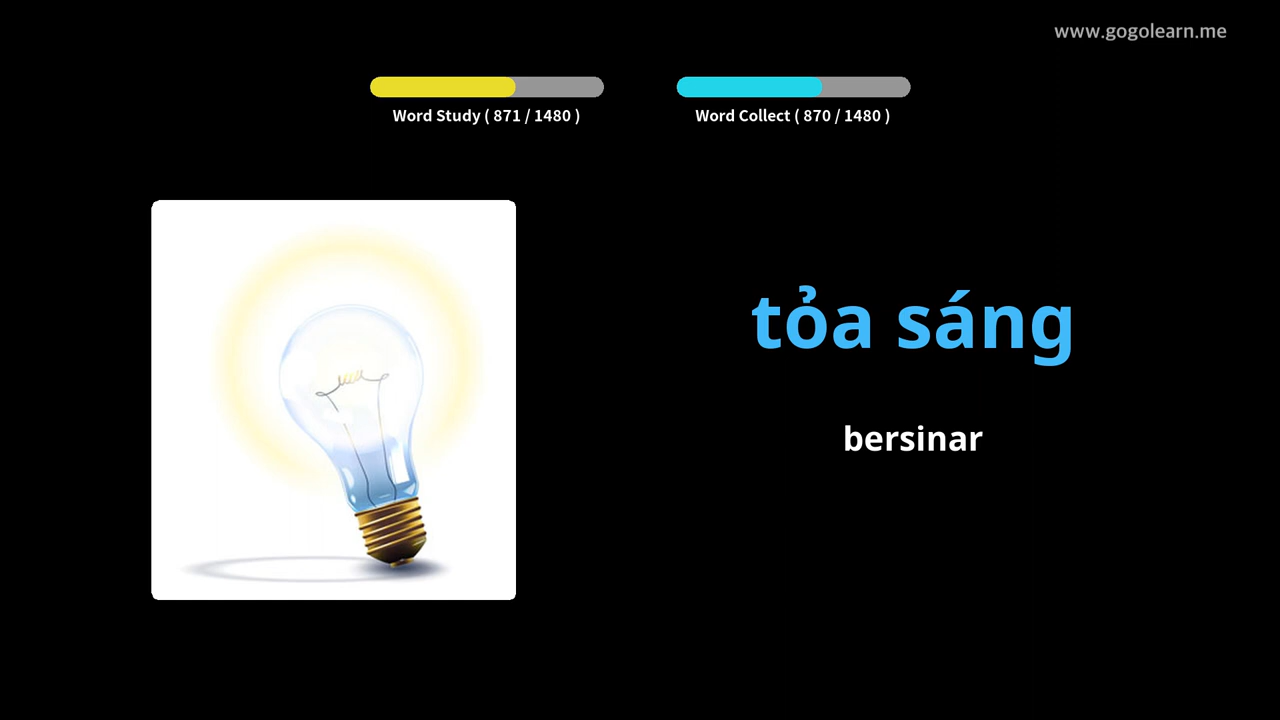 www.gogolearn.me
Word Study ( 871 / 1480 )
Word Collect ( 870 / 1480 )
tỏa sáng
bersinar